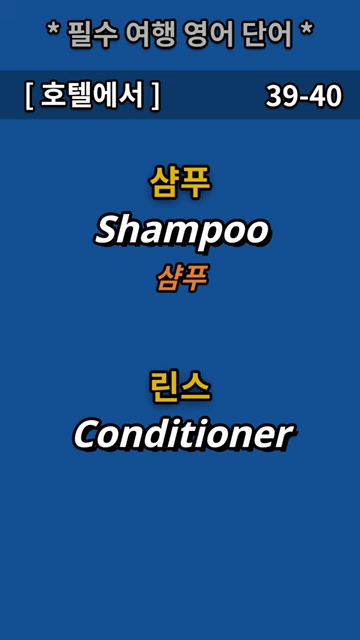 * 필수 여행 영어 단어 *
[ 호텔에서 ] 39-40
샴푸
Shampoo
샴푸
린스
Conditioner